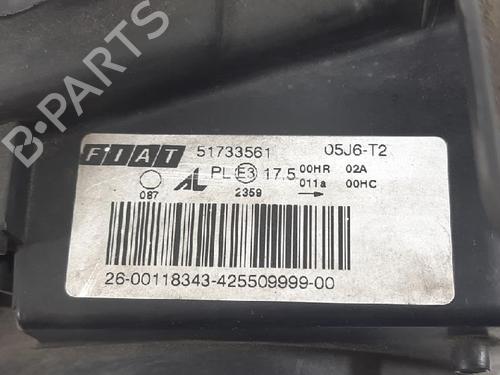 B-PARTS
FIAT 51733561 05J6-T2
AL PL E3 17.5 00HR 02A
087 2359 011a 00HC
26-00118343-425509999-00